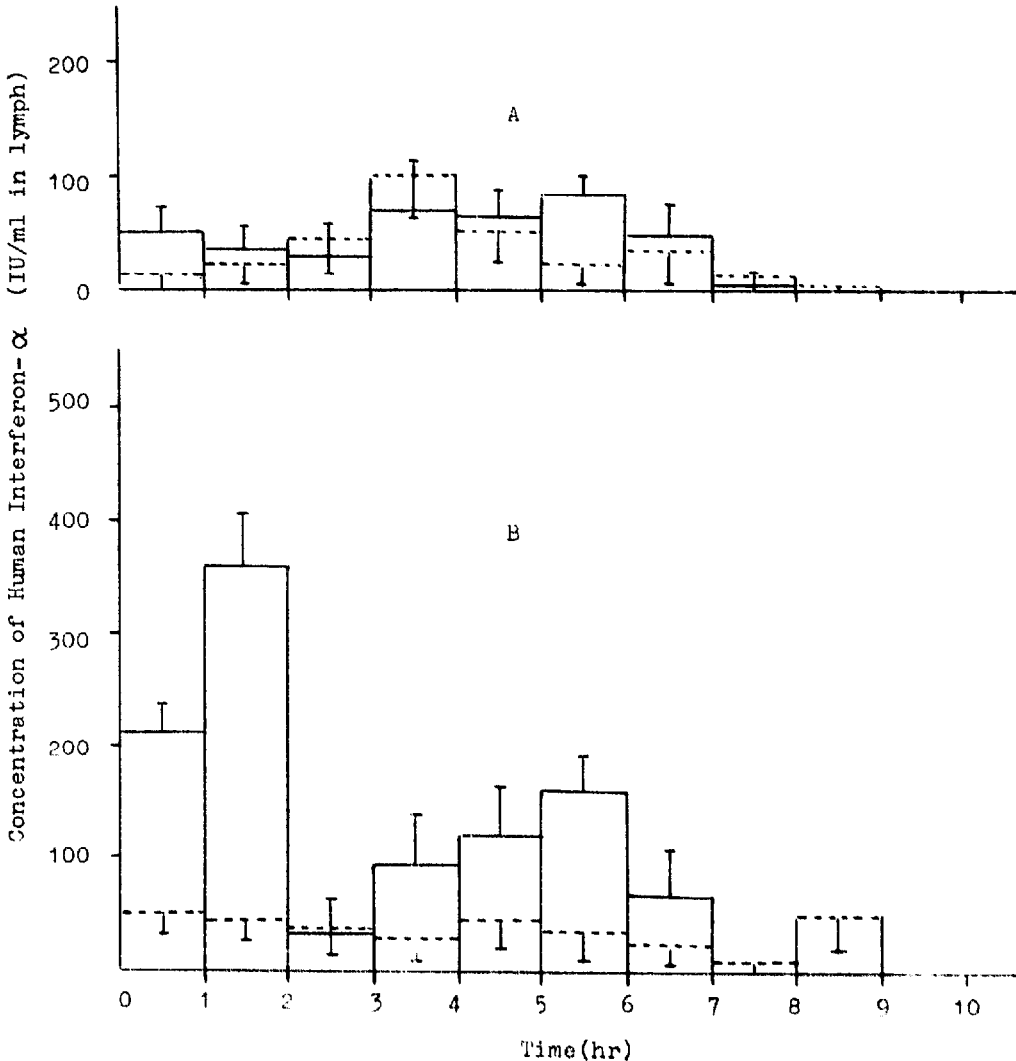 Concentration of Human Interferon-α (IU/ml in lymph)
200
A
100
0
500
400
B
300
200
100
0 1 2 3 4 5 6 7 8 9 10
Time(hr)